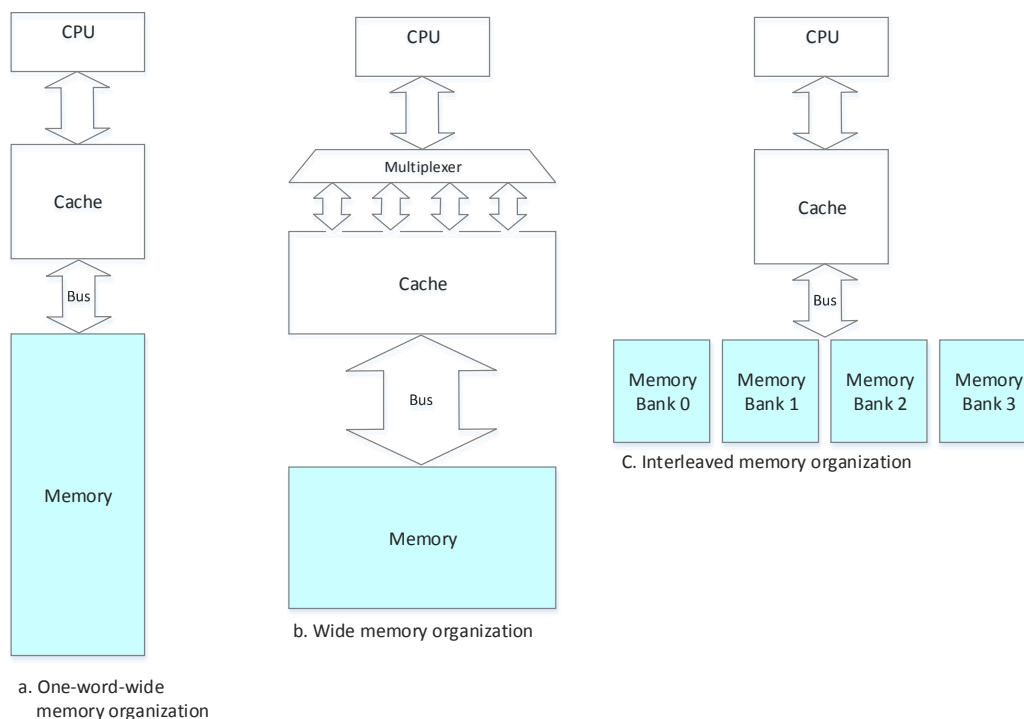 CPU
Cache
Bus
Memory
a. One-word-wide
memory organization
CPU
Multiplexer
Cache
Bus
Memory
b. Wide memory organization
CPU
Cache
Bus
Memory
Bank 0
Memory
Bank 1
Memory
Bank 2
Memory
Bank 3
C. Interleaved memory organization